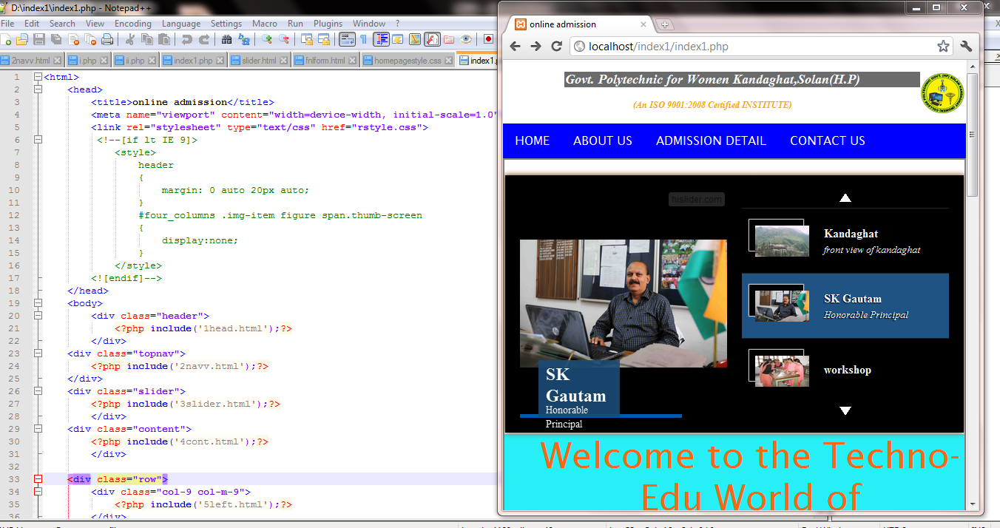 D:\index1\index1.php - Notepad++
File Edit Search View Encoding Language Settings Macro Run Plugins Window ?
2navv.html i.php ii.php index1.php slider.html fnlform.html homepagestyle.css index1.
1 <html>
2 <head>
3 <title>online admission</title>
4 <meta name="viewport" content="width=device-width, initial-scale=1.0"
5 <link rel="stylesheet" type="text/css" href="rstyle.css">
6 <!--[if lt IE 9]>
7 <style>
8 header
9 {
10 margin: 0 auto 20px auto;
11 }
12 #four_columns .img-item figure span.thumb-screen
13 {
14 display:none;
15 }
16 </style>
17 <![endif]-->
18 </head>
19 <body>
20 <div class="header">
21 <?php include('1head.html');?>
22 </div>
23 <div class="topnav">
24 <?php include('2navv.html');?>
25 </div>
26 <div class="slider">
27 <?php include('3slider.html');?>
28 </div>
29 <div class="content">
30 <?php include('4cont.html');?>
31 </div>
32
33 <div class="row">
34 <div class="col-9 col-m-9">
35 <?php include('5left.html');?>
36 </div>
online admission
localhost/index1/index1.php
Govt. Polytechnic for Women Kandaghat,Solan(H.P)
(An ISO 9001:2008 Certified INSTITUTE)
HOME ABOUT US ADMISSION DETAIL CONTACT US
hislider.com
Kandaghat
front view of kandaghat
SK Gautam
Honorable Principal
workshop
SK
Gautam
Honorable
Principal
Welcome to the Techno-
Edu World of